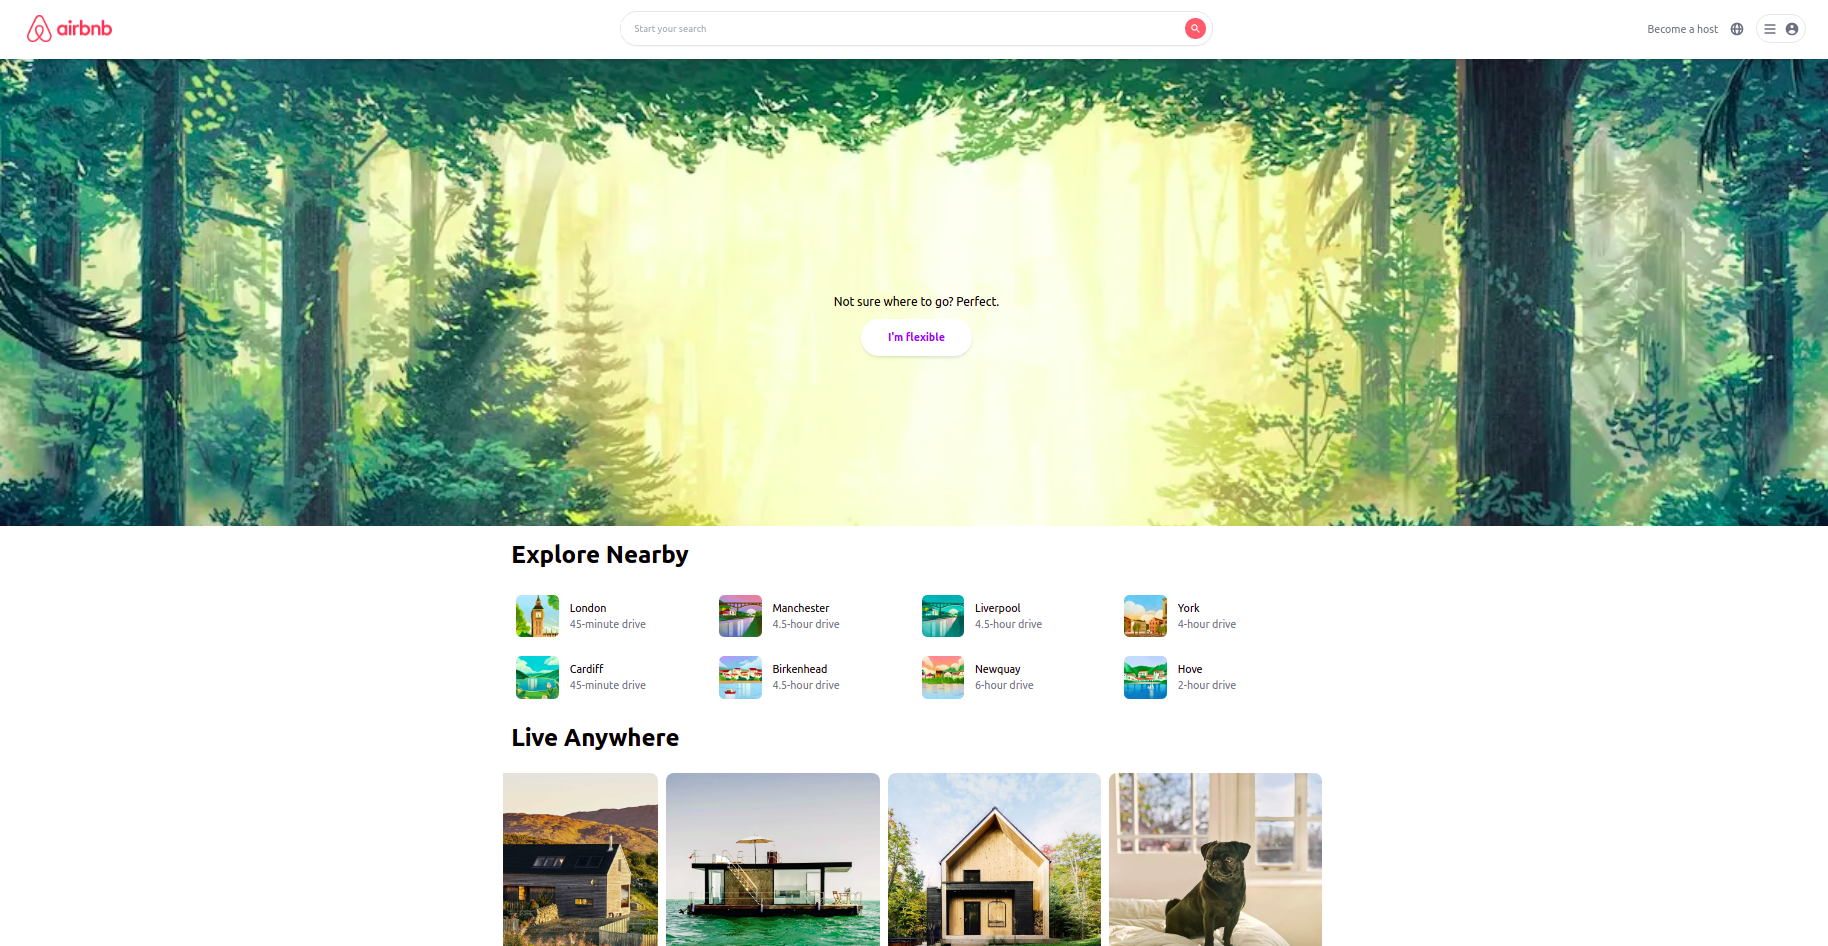 airbnb
Start your search
Become a host
Not sure where to go? Perfect.
I'm flexible
Explore Nearby
London
45-minute drive
Manchester
4.5-hour drive
Liverpool
4.5-hour drive
York
4-hour drive
Cardiff
45-minute drive
Birkenhead
4.5-hour drive
Newquay
6-hour drive
Hove
2-hour drive
Live Anywhere